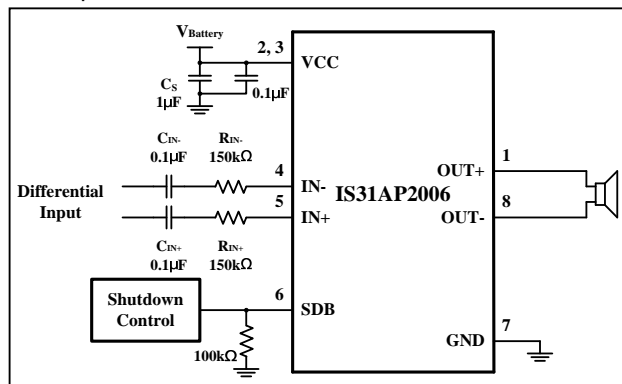 VBattery
2, 3
VCC
CS
1μF
0.1μF
CIN-
0.1μF
RIN-
150kΩ
4
IN-
Differential
Input
5
IN+
CIN+
0.1μF
RIN+
150kΩ
IS31AP2006
1
OUT+
8
OUT-
Shutdown
Control
6
SDB
100kΩ
7
GND